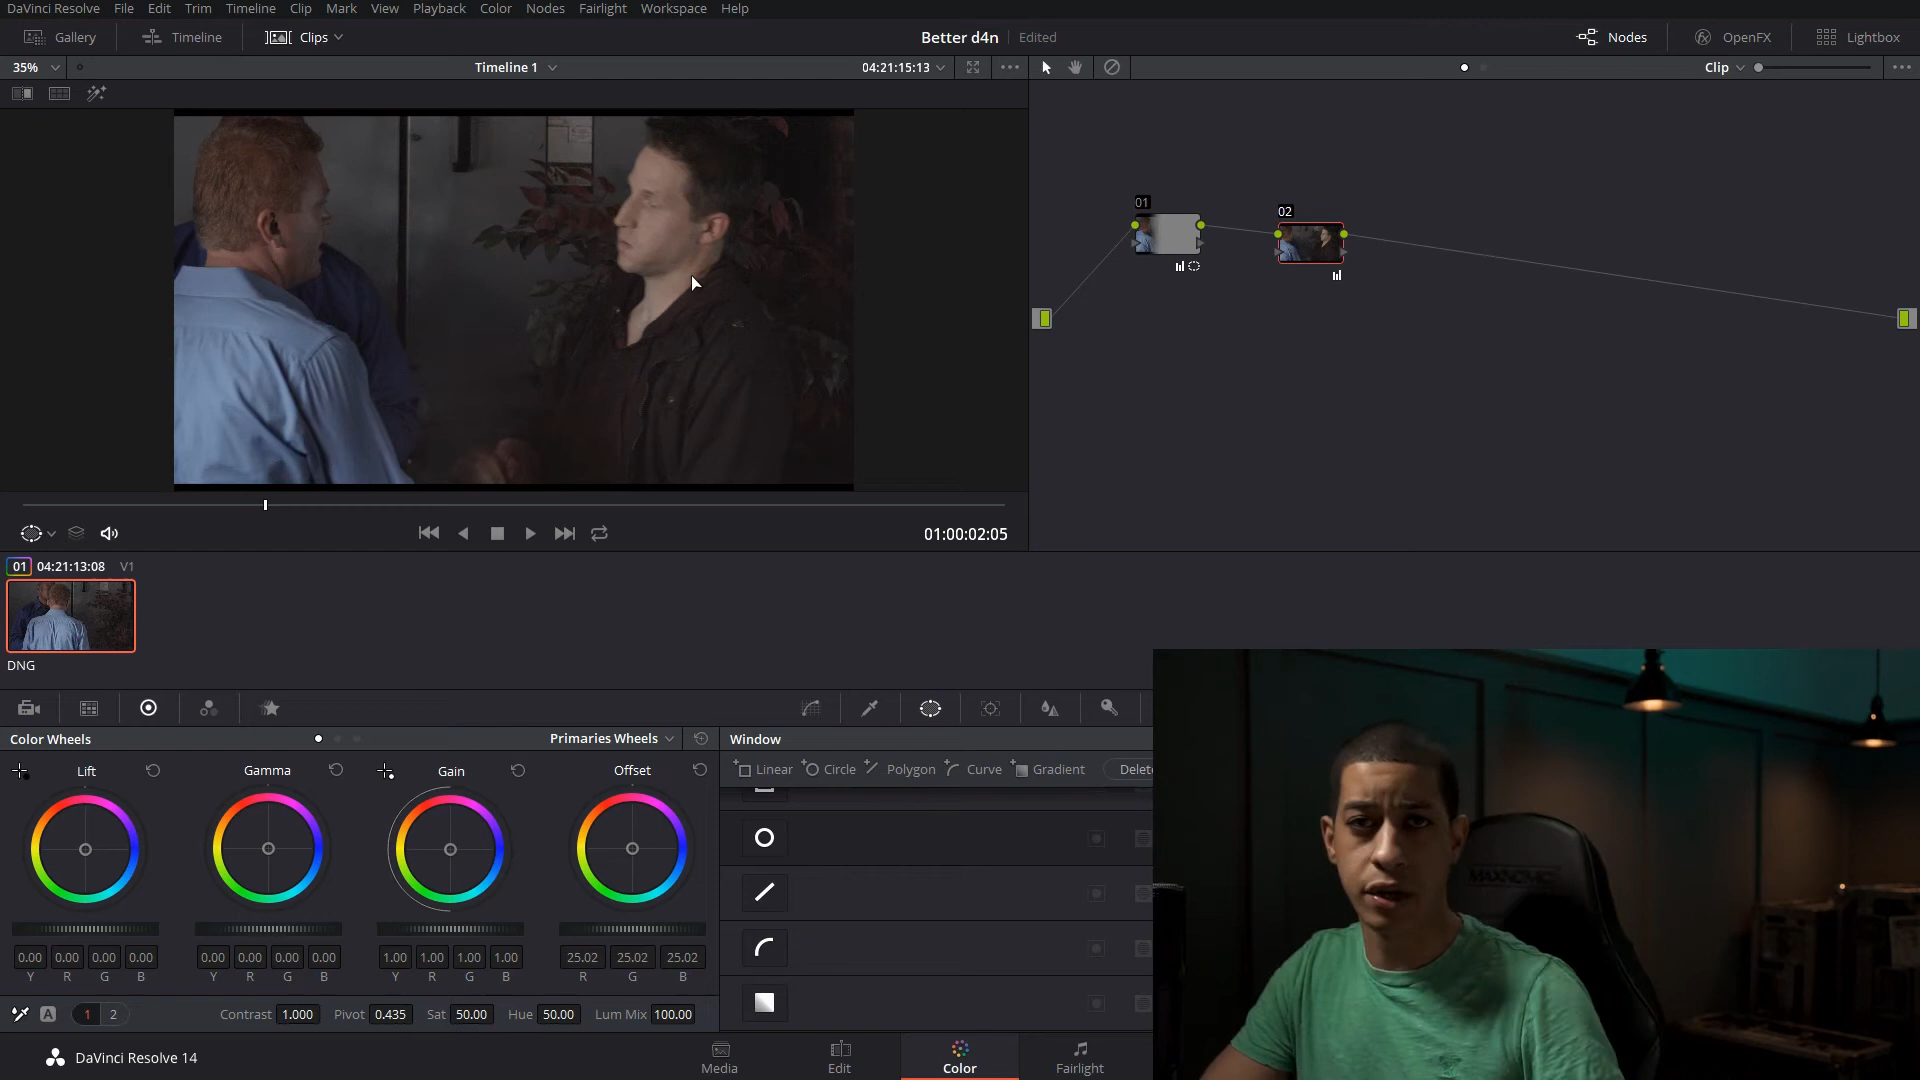 DaVinci Resolve File Edit Trim Timeline Clip Mark View Playback Color Nodes Fairlight Workspace Help
Gallery Timeline Clips Better d4n Edited Nodes OpenFX Lightbox
35% Timeline 1 04:21:15:13 Clip
01
02
01:00:02:05
01 04:21:13:08 V1
DNG
Color Wheels Primaries Wheels Window
Lift Gamma Gain Offset
Linear Circle Polygon Curve Gradient Delete
0.00 0.00 0.00 0.00 0.00 0.00 0.00 0.00 1.00 1.00 1.00 1.00 25.02 25.02 25.02
Y R G B Y R G B Y R G B R G B
A 1 2 Contrast 1.000 Pivot 0.435 Sat 50.00 Hue 50.00 Lum Mix 100.00
DaVinci Resolve 14 Media Edit Color Fairlight
MAXNOMIC